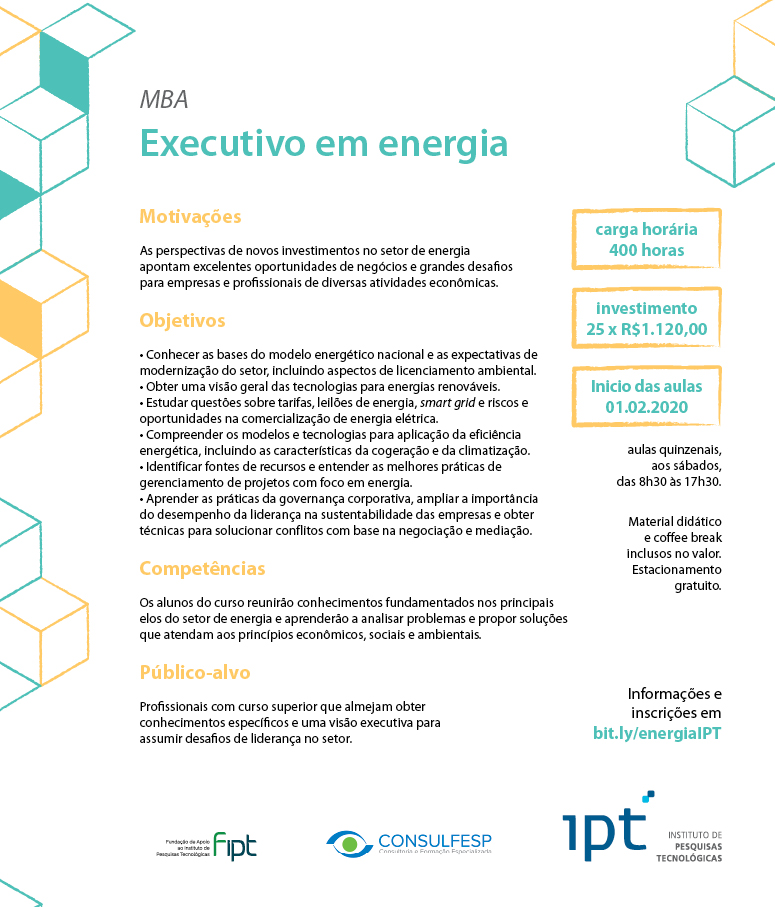 MBA
Executivo em energia
Motivações
As perspectivas de novos investimentos no setor de energia
apontam excelentes oportunidades de negócios e grandes desafios
para empresas e profissionais de diversas atividades econômicas.
Objetivos
• Conhecer as bases do modelo energético nacional e as expectativas de
modernização do setor, incluindo aspectos de licenciamento ambiental.
• Obter uma visão geral das tecnologias para energias renováveis.
• Estudar questões sobre tarifas, leilões de energia, smart grid e riscos e
oportunidades na comercialização de energia elétrica.
• Compreender os modelos e tecnologias para aplicação da eficiência
energética, incluindo as características da cogeração e da climatização.
• Identificar fontes de recursos e entender as melhores práticas de
gerenciamento de projetos com foco em energia.
• Aprender as práticas da governança corporativa, ampliar a importância
do desempenho da liderança na sustentabilidade das empresas e obter
técnicas para solucionar conflitos com base na negociação e mediação.
Competências
Os alunos do curso reunirão conhecimentos fundamentados nos principais
elos do setor de energia e aprenderão a analisar problemas e propor soluções
que atendam aos princípios econômicos, sociais e ambientais.
Público-alvo
Profissionais com curso superior que almejam obter
conhecimentos específicos e uma visão executiva para
assumir desafios de liderança no setor.
carga horária
400 horas
investimento
25 x R$1.120,00
Inicio das aulas
01.02.2020
aulas quinzenais,
aos sábados,
das 8h30 às 17h30.
Material didático
e coffee break
inclusos no valor.
Estacionamento
gratuito.
Informações e
inscrições em
bit.ly/energiaIPT
Fundação de Apoio
ao Instituto de
Pesquisas Tecnológicas
fipt
CONSULFESP
Consultoria e Formação Especializada
ipt
INSTITUTO DE
PESQUISAS
TECNOLÓGICAS